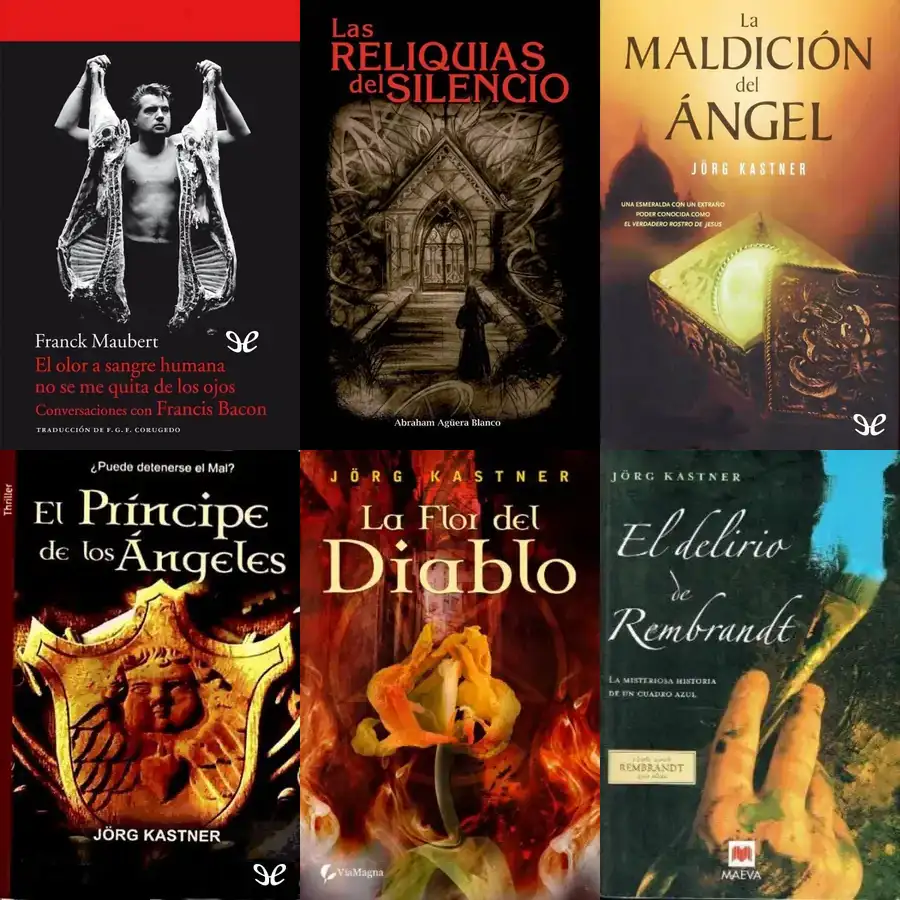 Franck Maubert
El olor a sangre humana
no se me quita de los ojos
Conversaciones con Francis Bacon
TRADUCCIÓN DE F. G. F. CORUGEDO
Las
RELIQUIAS
del SILENCIO
Abraham Agüera Blanco
La
MALDICIÓN
del
ÁNGEL
JÖRG KASTNER
UNA ESMERALDA CON UN EXTRAÑO
PODER CONOCIDA COMO
EL VERDADERO ROSTRO DE JESUS
Thriller
¿Puede detenerse el Mal?
El Príncipe
de los Ángeles
JÖRG KASTNER
JÖRG KASTNER
La Flor del
Diablo
ViaMagna
JÖRG KASTNER
El delirio
de
Rembrandt
LA MISTERIOSA HISTORIA
DE UN CUADRO AZUL
REMBRANDT
MAEVA